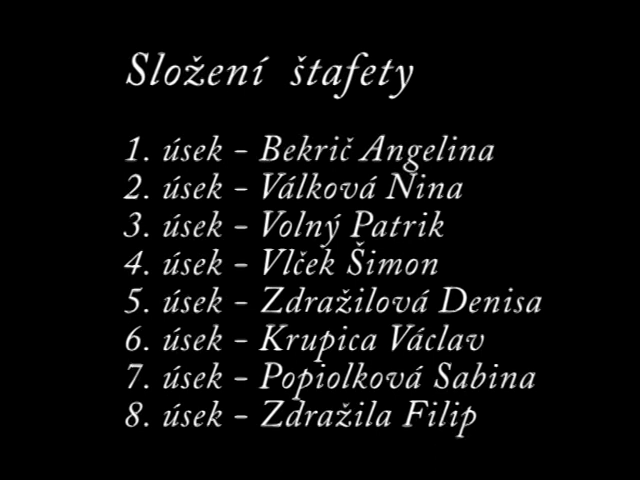 Složení štafety
1. úsek - Bekrič Angelina
2. úsek - Válková Nina
3. úsek - Volný Patrik
4. úsek - Vlček Šimon
5. úsek - Zdražilová Denisa
6. úsek - Krupica Václav
7. úsek - Popiolková Sabina
8. úsek - Zdražila Filip